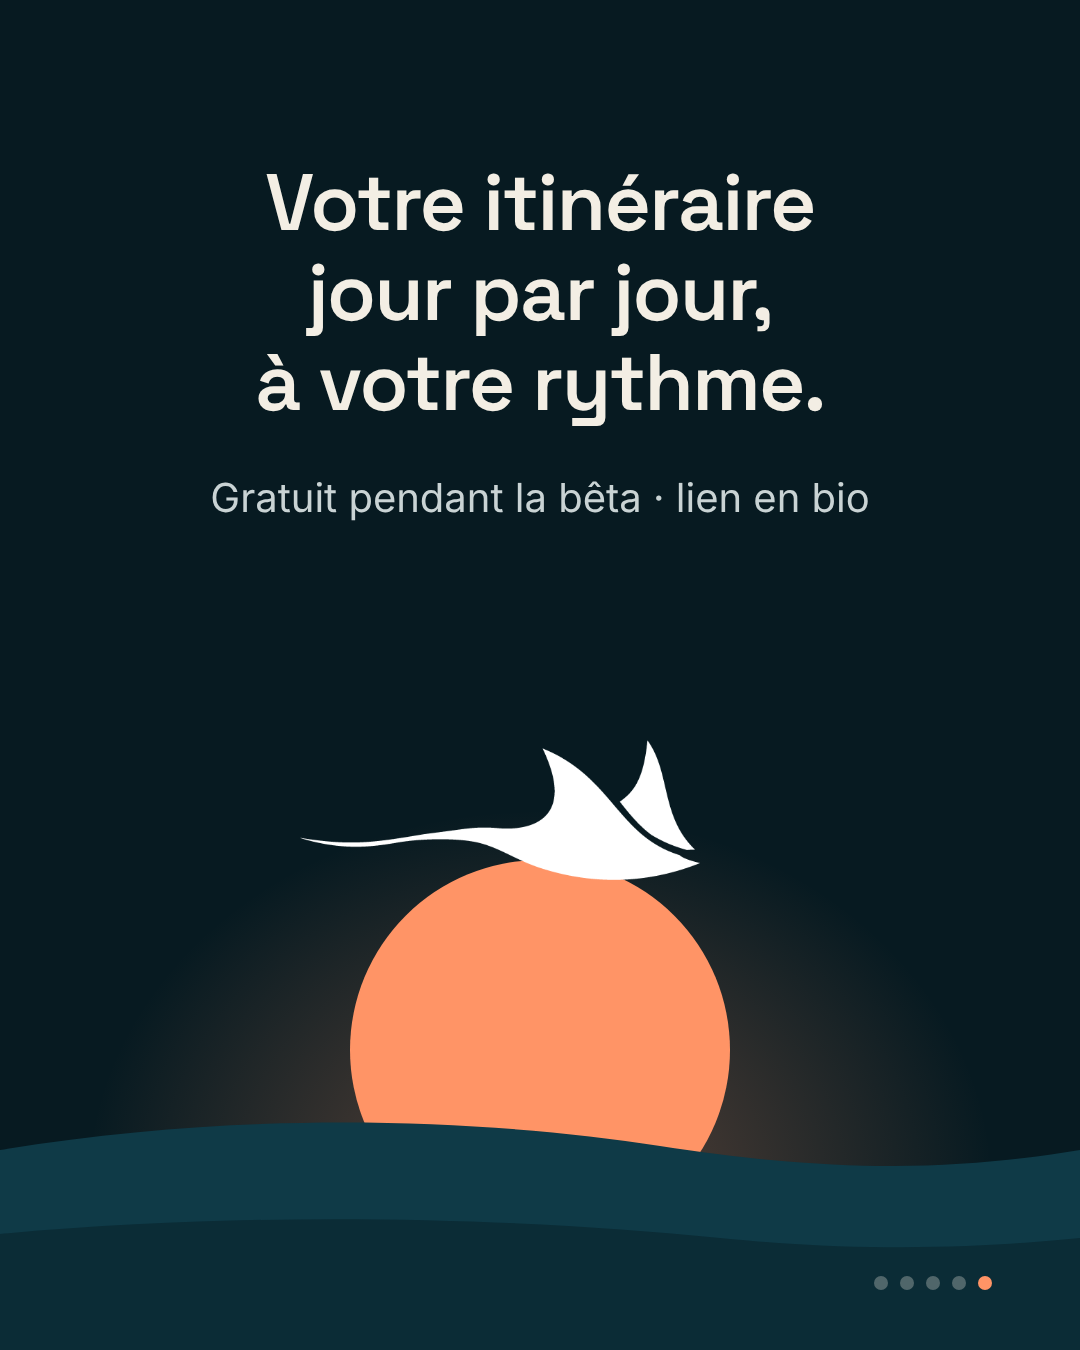 Votre itinéraire
jour par jour,
à votre rythme.
Gratuit pendant la bêta · lien en bio